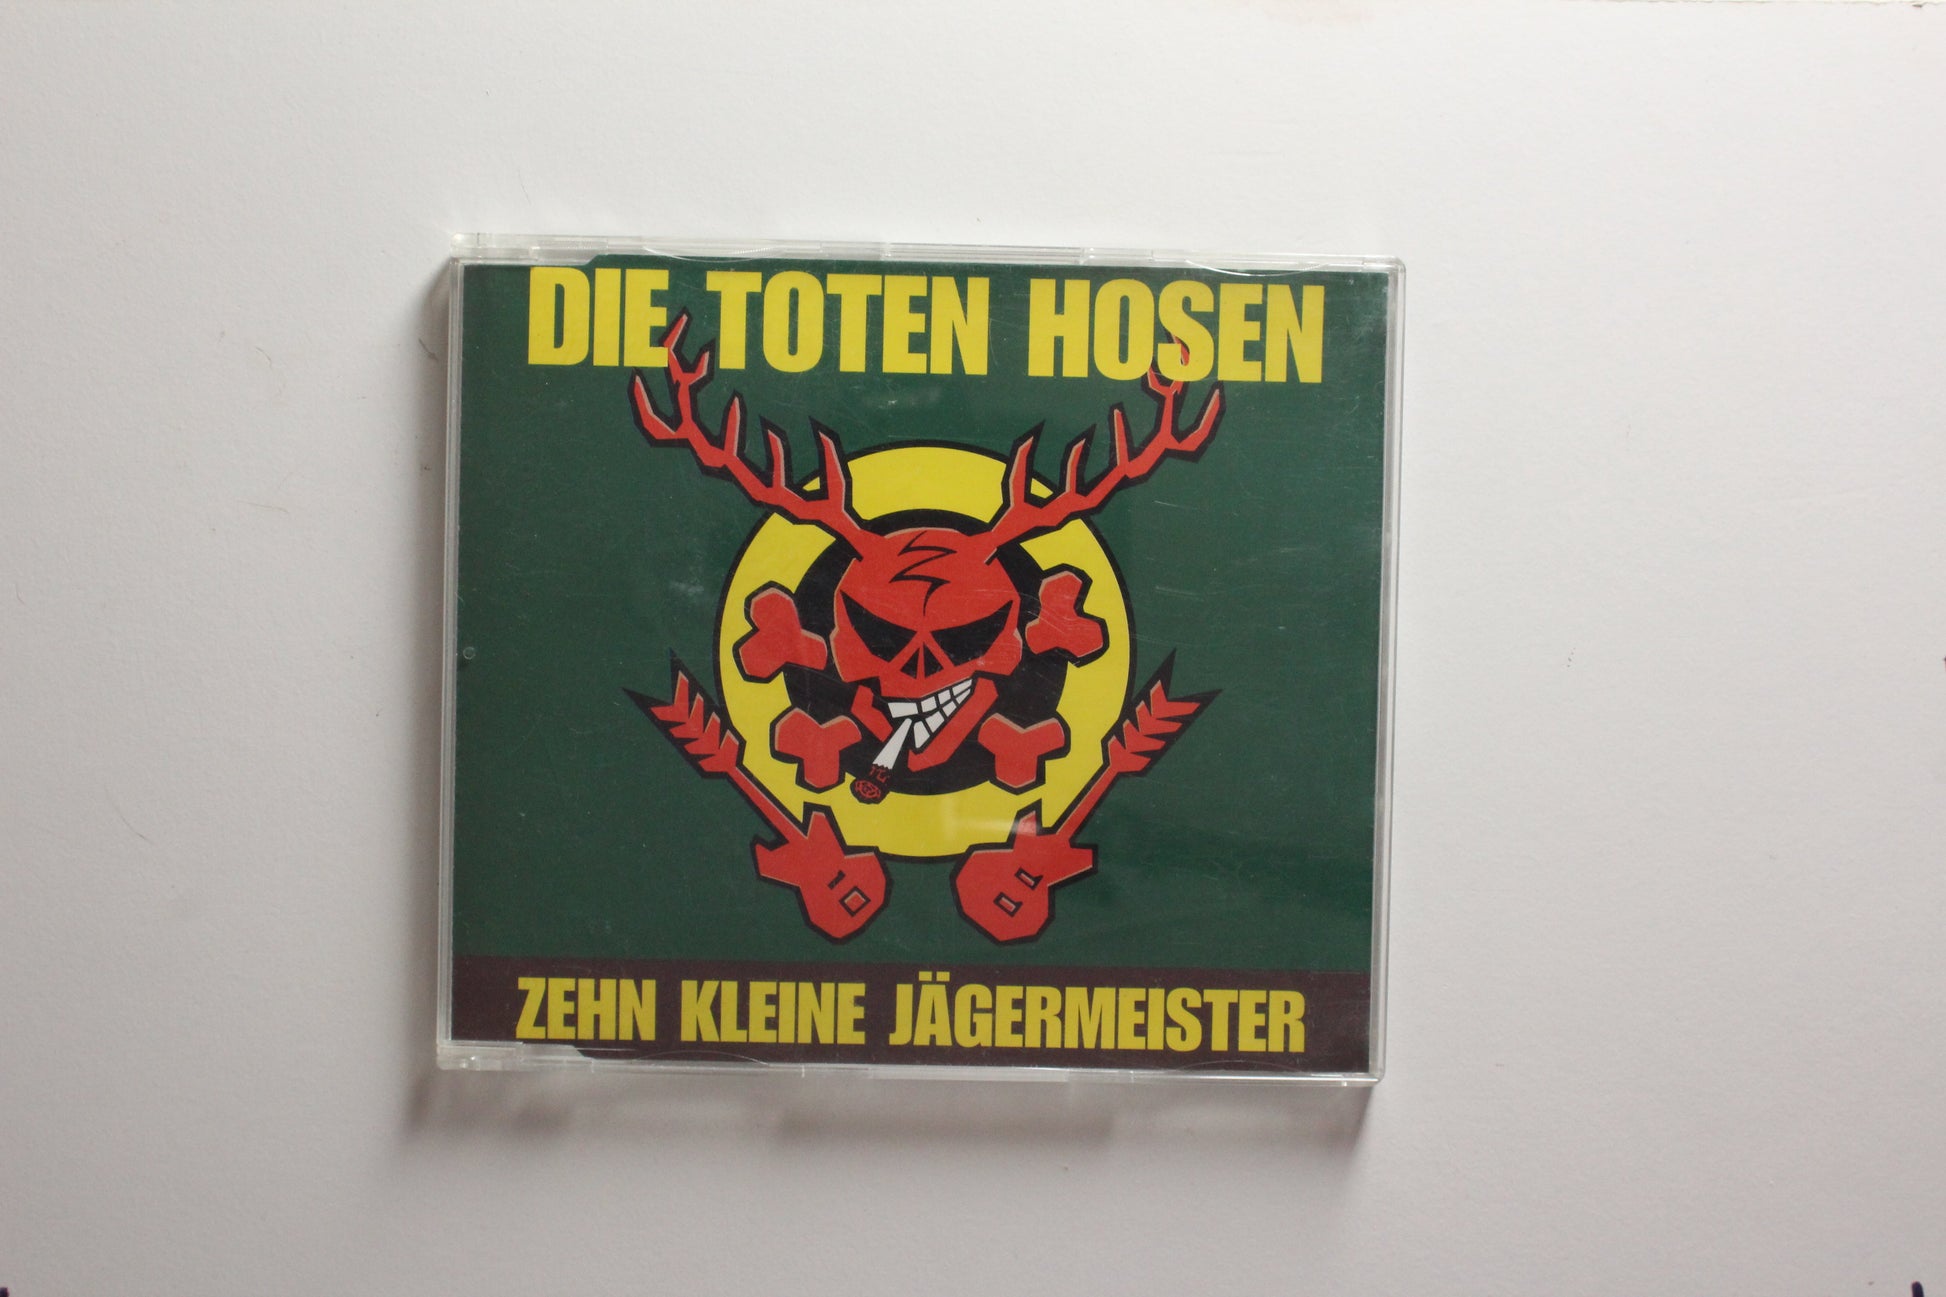 DIE TOTEN HOSEN
ZEHN KLEINE JÄGERMEISTER